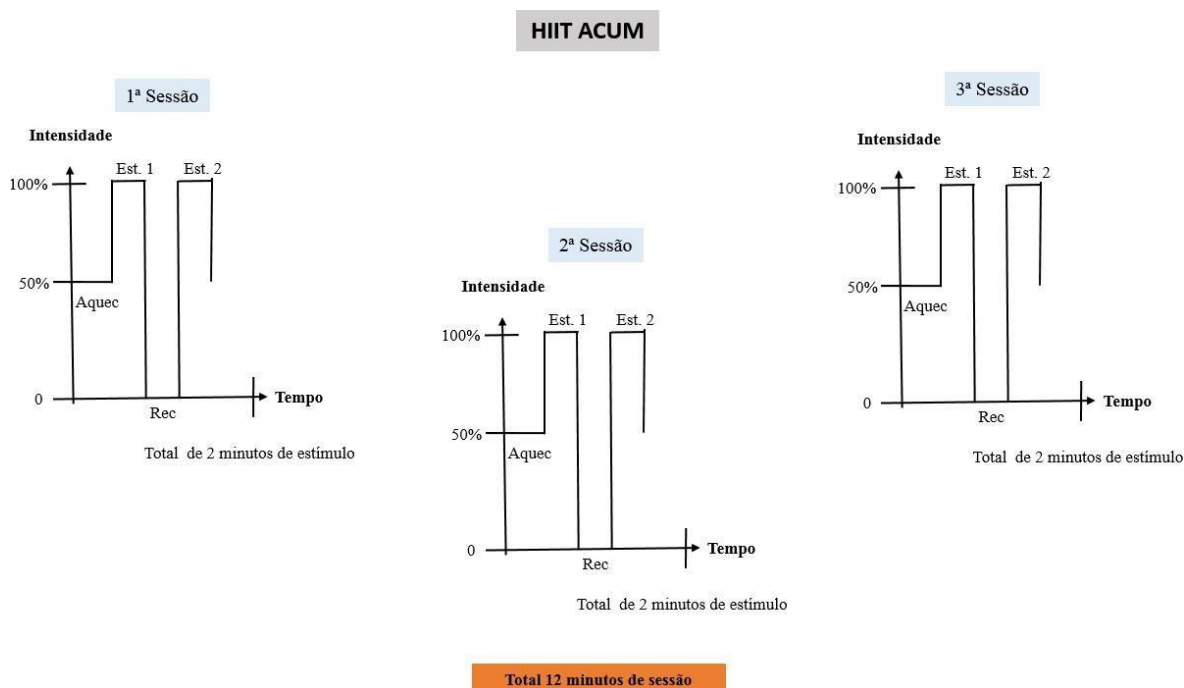 HIIT ACUM
1ª Sessão
Intensidade
Est. 1 Est. 2
100%
50%
Aquec
0
Tempo
Rec
Total de 2 minutos de estímulo
2ª Sessão
Intensidade
Est. 1 Est. 2
100%
50%
Aquec
0
Tempo
Rec
Total de 2 minutos de estímulo
3ª Sessão
Intensidade
Est. 1 Est. 2
100%
50%
Aquec
0
Tempo
Rec
Total de 2 minutos de estímulo
Total 12 minutos de sessão